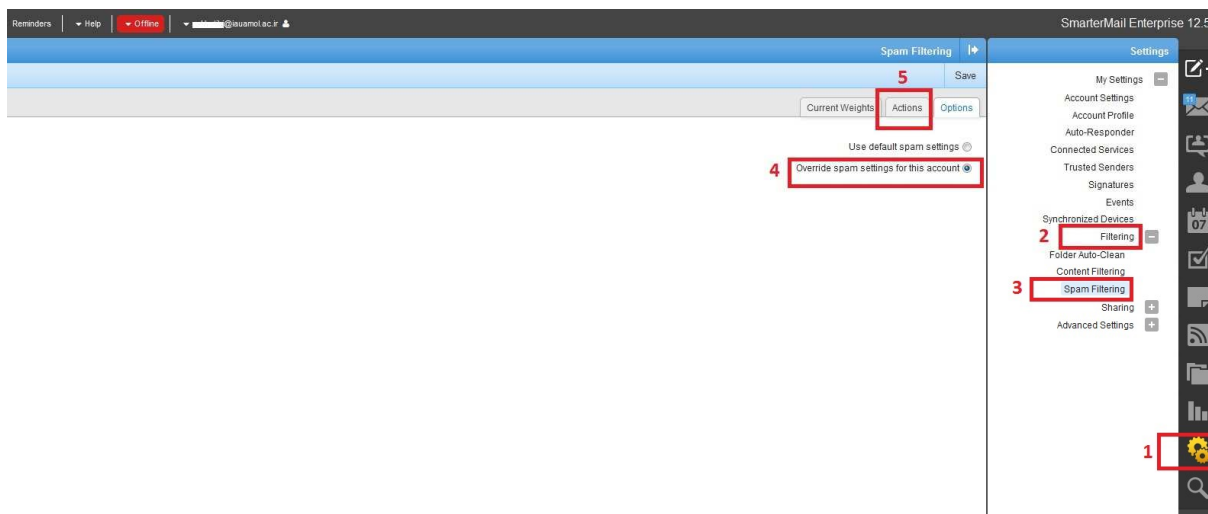 Reminders
Help
Offline
@iauamol.ac.ir
SmarterMail Enterprise 12.5
Spam Filtering
Settings
5
Save
Current Weights
Actions
Options
Use default spam settings
4
Override spam settings for this account
My Settings
Account Settings
Account Profile
Auto-Responder
Connected Services
Trusted Senders
Signatures
Events
Synchronized Devices
2
Filtering
Folder Auto-Clean
Content Filtering
3
Spam Filtering
Sharing
Advanced Settings
11
07
1